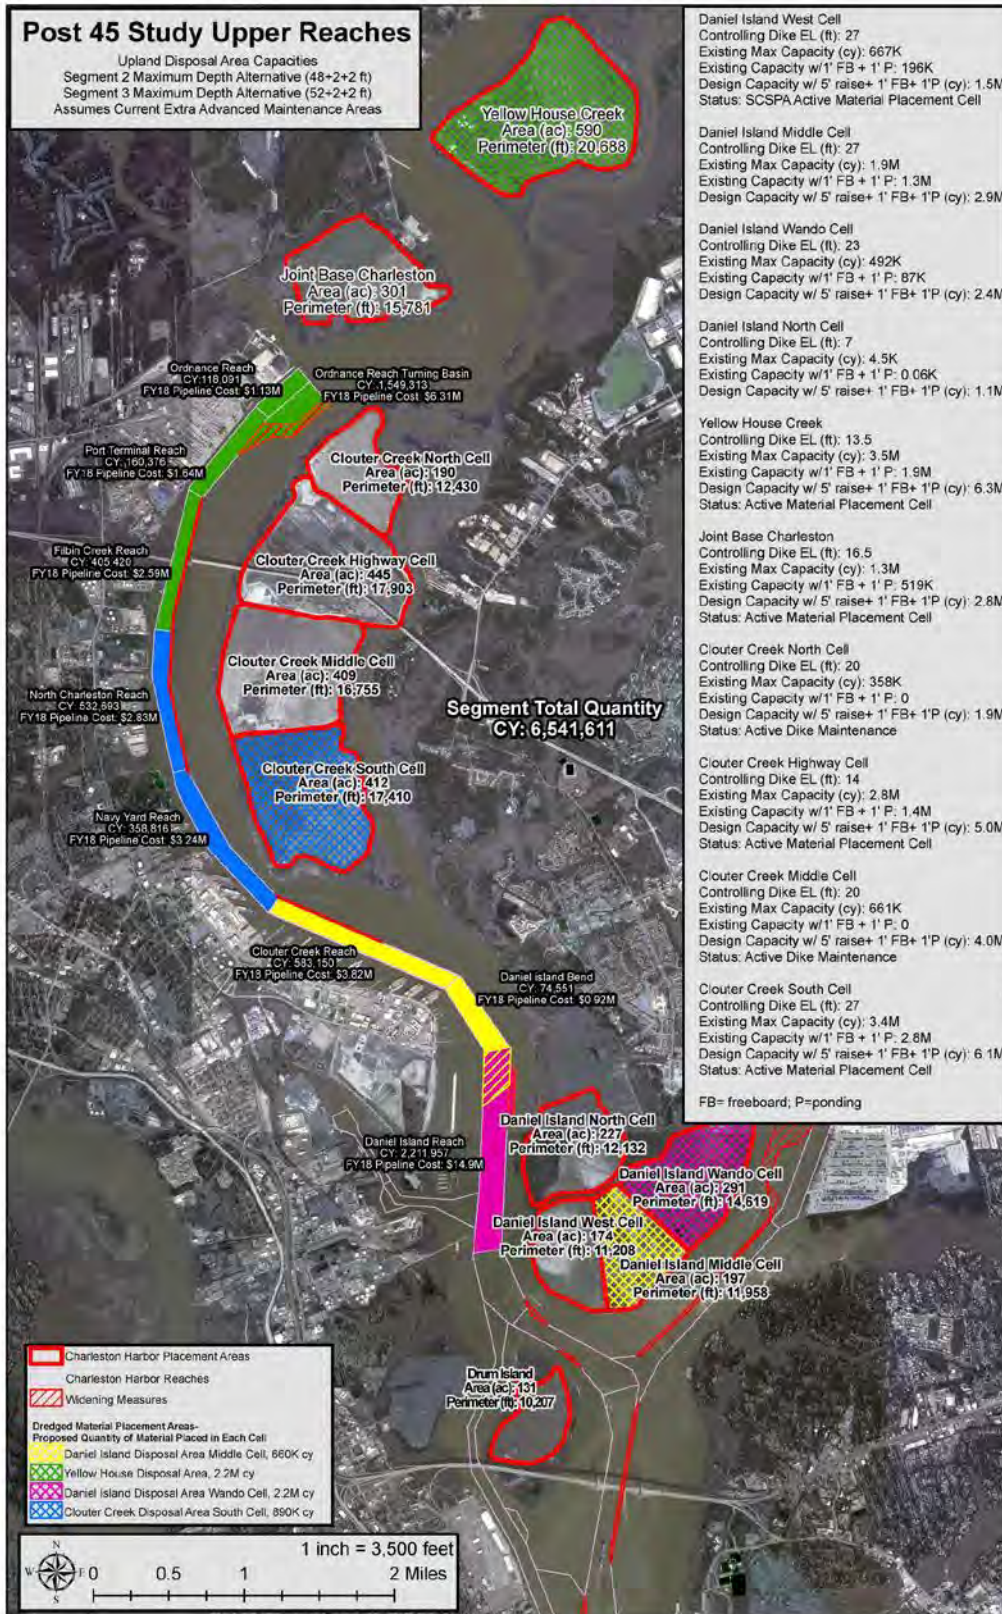 Post 45 Study Upper Reaches
Upland Disposal Area Capacities
Segment 2 Maximum Depth Alternative (48+2+2 ft)
Segment 3 Maximum Depth Alternative (52+2+2 ft)
Assumes Current Extra Advanced Maintenance Areas
Daniel Island West Cell
Controlling Dike EL (ft): 27
Existing Max Capacity (cy): 667K
Existing Capacity w/1' FB + 1' P: 196K
Design Capacity w/ 5' raise+ 1' FB+ 1'P (cy): 1.5M
Status: SCSPA Active Material Placement Cell
Daniel Island Middle Cell
Controlling Dike EL (ft): 27
Existing Max Capacity (cy): 1.9M
Existing Capacity w/1' FB + 1' P: 1.3M
Design Capacity w/ 5' raise+ 1' FB+ 1'P (cy): 2.9M
Daniel Island Wando Cell
Controlling Dike EL (ft): 23
Existing Max Capacity (cy): 492K
Existing Capacity w/1' FB + 1' P: 87K
Design Capacity w/ 5' raise+ 1' FB+ 1'P (cy): 2.4M
Daniel Island North Cell
Controlling Dike EL (ft): 7
Existing Max Capacity (cy): 4.5K
Existing Capacity w/1' FB + 1' P: 0.06K
Design Capacity w/ 5' raise+ 1' FB+ 1'P (cy): 1.1M
Yellow House Creek
Controlling Dike EL (ft): 13.5
Existing Max Capacity (cy): 3.5M
Existing Capacity w/1' FB + 1' P: 1.9M
Design Capacity w/ 5' raise+ 1' FB+ 1'P (cy): 6.3M
Status: Active Material Placement Cell
Joint Base Charleston
Controlling Dike EL (ft): 16.5
Existing Max Capacity (cy): 1.3M
Existing Capacity w/1' FB + 1' P: 519K
Design Capacity w/ 5' raise+ 1' FB+ 1'P (cy): 2.8M
Status: Active Material Placement Cell
Clouter Creek North Cell
Controlling Dike EL (ft): 20
Existing Max Capacity (cy): 358K
Existing Capacity w/1' FB + 1' P: 0
Design Capacity w/ 5' raise+ 1' FB+ 1'P (cy): 1.9M
Status: Active Dike Maintenance
Clouter Creek Highway Cell
Controlling Dike EL (ft): 14
Existing Max Capacity (cy): 2.8M
Existing Capacity w/1' FB + 1' P: 1.4M
Design Capacity w/ 5' raise+ 1' FB+ 1'P (cy): 5.0M
Status: Active Material Placement Cell
Clouter Creek Middle Cell
Controlling Dike EL (ft): 20
Existing Max Capacity (cy): 661K
Existing Capacity w/1' FB + 1' P: 0
Design Capacity w/ 5' raise+ 1' FB+ 1'P (cy): 4.0M
Status: Active Dike Maintenance
Clouter Creek South Cell
Controlling Dike EL (ft): 27
Existing Max Capacity (cy): 3.4M
Existing Capacity w/1' FB + 1' P: 2.8M
Design Capacity w/ 5' raise+ 1' FB+ 1'P (cy): 6.1M
Status: Active Material Placement Cell
FB= freeboard; P=ponding
Yellow House Creek
Area (ac): 590
Perimeter (ft): 20,688
Joint Base Charleston
Area (ac): 301
Perimeter (ft): 15,781
Ordnance Reach
CY: 118,091
FY18 Pipeline Cost: $1.13M
Ordnance Reach Turning Basin
CY: 1,549,313
FY18 Pipeline Cost: $6.31M
Port Terminal Reach
CY: 160,376
FY18 Pipeline Cost: $1.64M
Clouter Creek North Cell
Area (ac): 190
Perimeter (ft): 12,430
Filbin Creek Reach
CY: 405,420
FY18 Pipeline Cost: $2.59M
Clouter Creek Highway Cell
Area (ac): 445
Perimeter (ft): 17,903
Clouter Creek Middle Cell
Area (ac): 409
Perimeter (ft): 16,755
North Charleston Reach
CY: 532,693
FY18 Pipeline Cost: $2.83M
Segment Total Quantity
CY: 6,541,611
Clouter Creek South Cell
Area (ac): 412
Perimeter (ft): 17,410
Navy Yard Reach
CY: 358,816
FY18 Pipeline Cost: $3.24M
Clouter Creek Reach
CY: 583,150
FY18 Pipeline Cost: $3.82M
Daniel Island Bend
CY: 74,551
FY18 Pipeline Cost: $0.92M
Daniel Island Reach
CY: 2,211,957
FY18 Pipeline Cost: $14.9M
Daniel Island North Cell
Area (ac): 227
Perimeter (ft): 12,132
Daniel Island Wando Cell
Area (ac): 291
Perimeter (ft): 14,619
Daniel Island West Cell
Area (ac): 174
Perimeter (ft): 11,208
Daniel Island Middle Cell
Area (ac): 197
Perimeter (ft): 11,958
Drum Island
Area (ac): 131
Perimeter (ft): 10,207
Charleston Harbor Placement Areas
Charleston Harbor Reaches
Widening Measures
Dredged Material Placement Areas-
Proposed Quantity of Material Placed in Each Cell
Daniel Island Disposal Area Middle Cell, 660K cy
Yellow House Disposal Area, 2.2M cy
Daniel Island Disposal Area Wando Cell, 2.2M cy
Clouter Creek Disposal Area South Cell, 890K cy
N
W E
S
1 inch = 3,500 feet
0 0.5 1 2 Miles